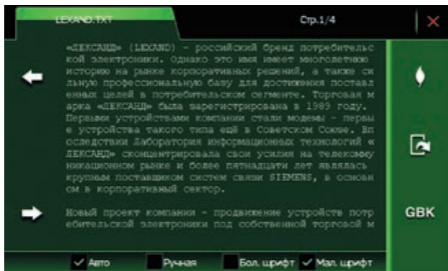 LEXAND.TXT
Стр.1/4
«ЛЕКСАНД» (LEXAND) - российский бренд потребительс
кой электроники. Однако это имя имеет многолетнюю
историю на рынке корпоративных решений, а также си
льную профессиональную базу для достижения поставл
енных целей в потребительском сегменте. Торговая м
арка «ЛЕКСАНД» была зарегистрирована в 1989 году.
Первыми устройствами компании стали модемы - первы
е устройства такого типа ещё в Советском Союзе. Вп
оследствии Лаборатория информационных технологий «
ЛЕКСАНД» сконцентрировала свои усилия на телекомму
никационном рынке и более пятнадцати лет являлась
крупным поставщиком систем связи SIEMENS, в основн
ом в корпоративный сектор.
Новый проект компании - продвижение устройств потр
ебительской электроники под собственной торговой м
GBK
Авто
Ручная
Бол. шрифт
Мал. шрифт